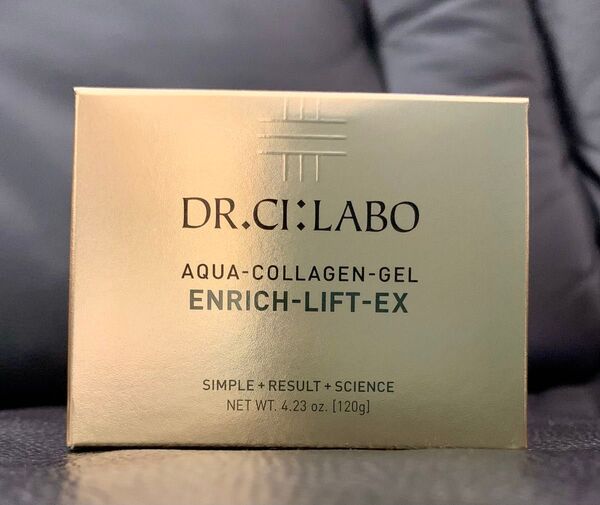 DR.CI:LABO
AQUA-COLLAGEN-GEL
ENRICH-LIFT-EX
SIMPLE + RESULT + SCIENCE
NET WT. 4.23 oz. [120g]